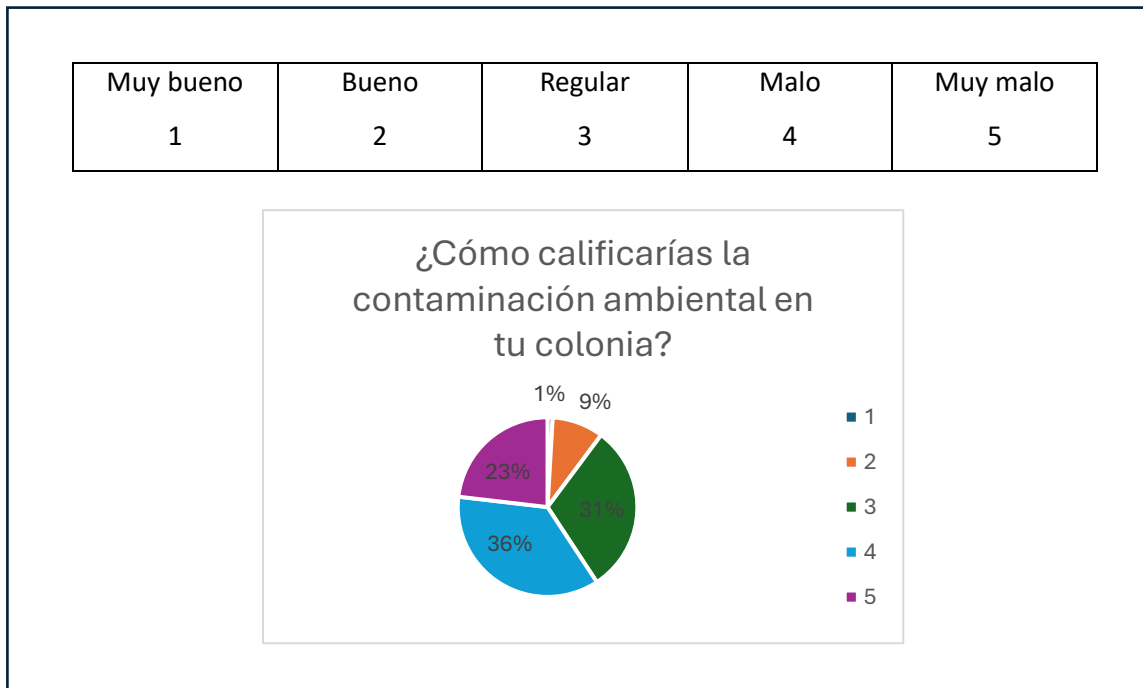 Muy bueno Bueno Regular Malo Muy malo
1 2 3 4 5
¿Cómo calificarías la
contaminación ambiental en
tu colonia?
1% 9%
1
2
23%
31%
3
36%
4
5